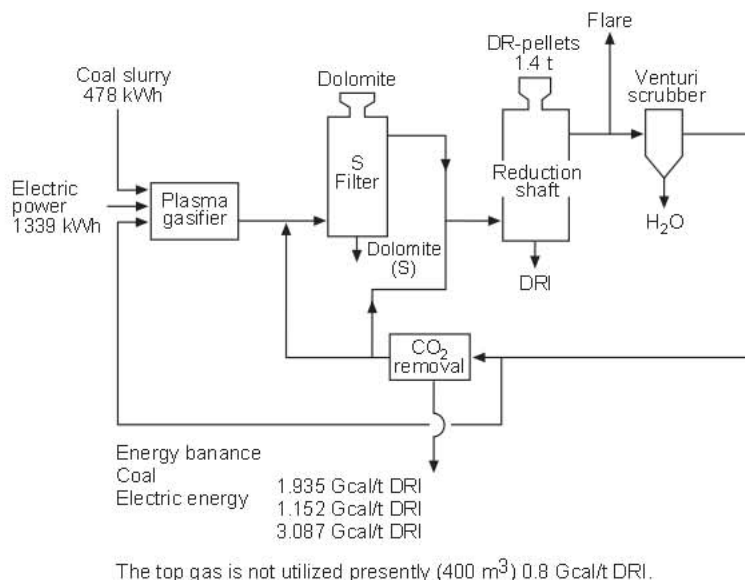 Flare
DR-pellets
1.4 t
Venturi
scrubber
Coal slurry
478 kWh
Dolomite
S
Filter
Reduction
shaft
Electric
power
1339 kWh
Plasma
gasifier
H₂O
Dolomite
(S)
DRI
CO₂
removal
Energy banance
Coal
Electric energy
1.935 Gcal/t DRI
1.152 Gcal/t DRI
3.087 Gcal/t DRI
The top gas is not utilized presently (400 m³) 0.8 Gcal/t DRI.